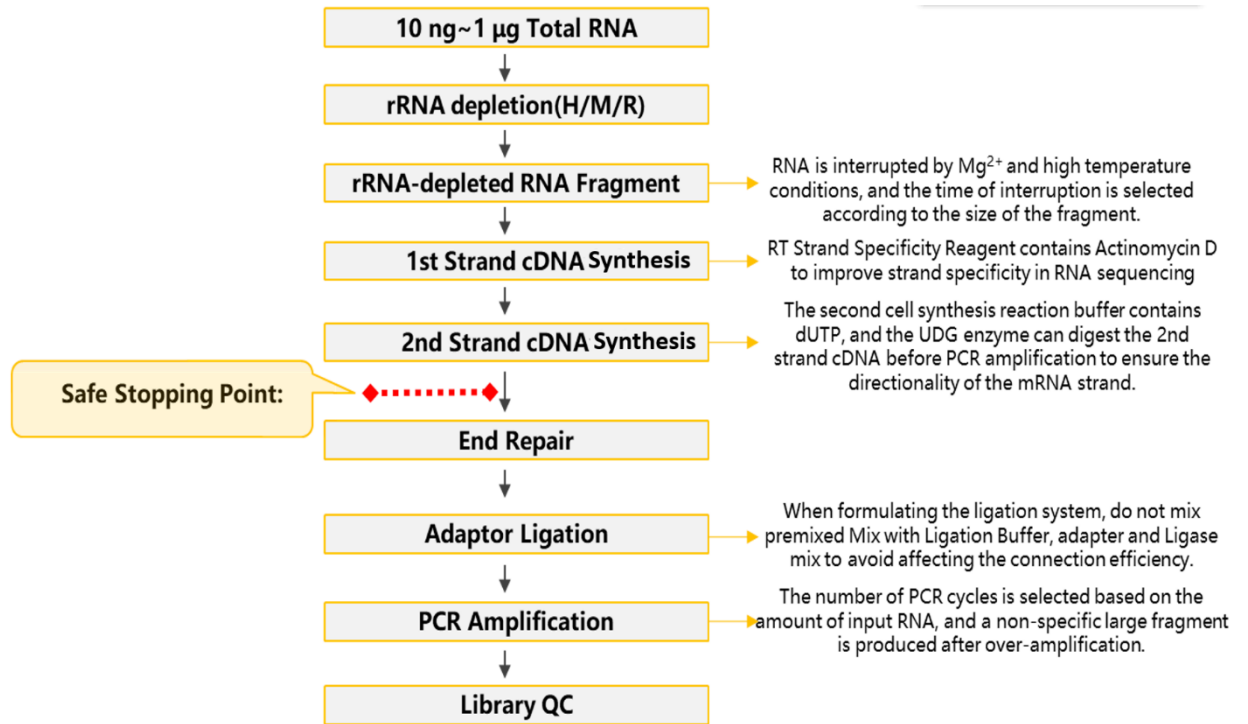 10 ng~1 μg Total RNA
rRNA depletion(H/M/R)
rRNA-depleted RNA Fragment
RNA is interrupted by Mg²⁺ and high temperature
conditions, and the time of interruption is selected
according to the size of the fragment.
1st Strand cDNA Synthesis
RT Strand Specificity Reagent contains Actinomycin D
to improve strand specificity in RNA sequencing
2nd Strand cDNA Synthesis
The second cell synthesis reaction buffer contains
dUTP, and the UDG enzyme can digest the 2nd
strand cDNA before PCR amplification to ensure the
directionality of the mRNA strand.
Safe Stopping Point:
End Repair
Adaptor Ligation
When formulating the ligation system, do not mix
premixed Mix with Ligation Buffer, adapter and Ligase
mix to avoid affecting the connection efficiency.
PCR Amplification
The number of PCR cycles is selected based on the
amount of input RNA, and a non-specific large fragment
is produced after over-amplification.
Library QC